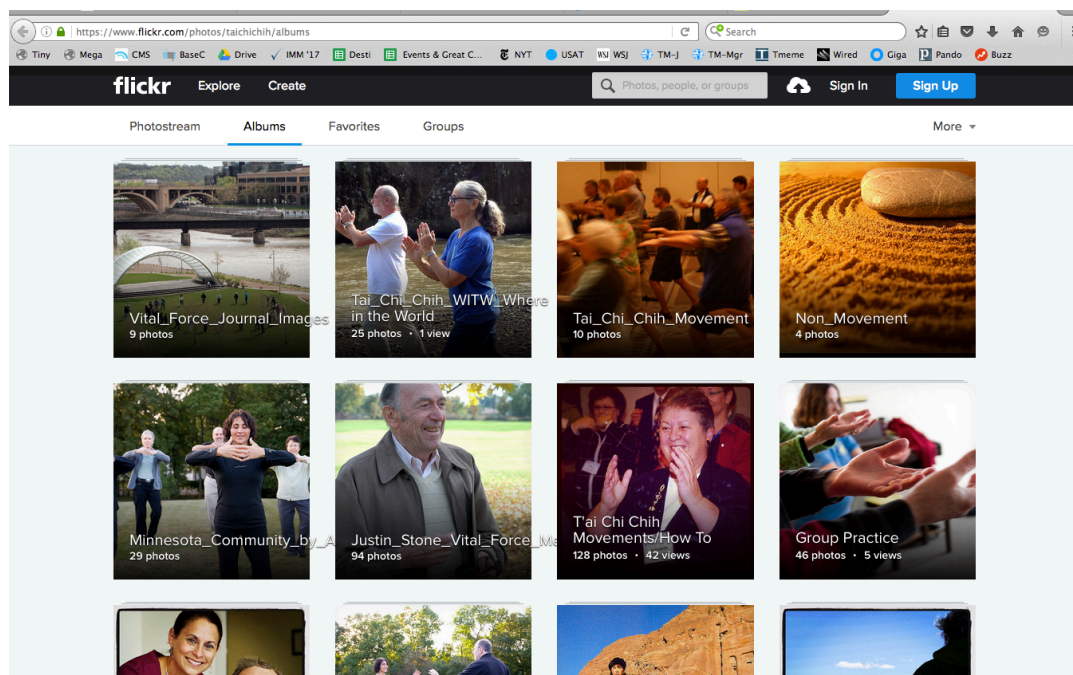 https://www.flickr.com/photos/taichichih/albums
Search
Tiny Mega CMS BaseC Drive IMM '17 Desti Events & Great C... NYT USAT WSJ WSJ TM-J TM-Mgr Tmeme Wired Giga Pando Buzz
flickr Explore Create Photos, people, or groups Sign In Sign Up
Photostream Albums Favorites Groups More
Vital_Force_Journal_Images
9 photos
Tai_Chi_Chih_WITW_Where
in the World
25 photos • 1 view
Tai_Chi_Chih_Movement
10 photos
Non_Movement
4 photos
Minnesota_Community_by_A
29 photos
Justin_Stone_Vital_Force_Me
94 photos
T'ai Chi Chih
Movements/How To
128 photos • 42 views
Group Practice
46 photos • 5 views